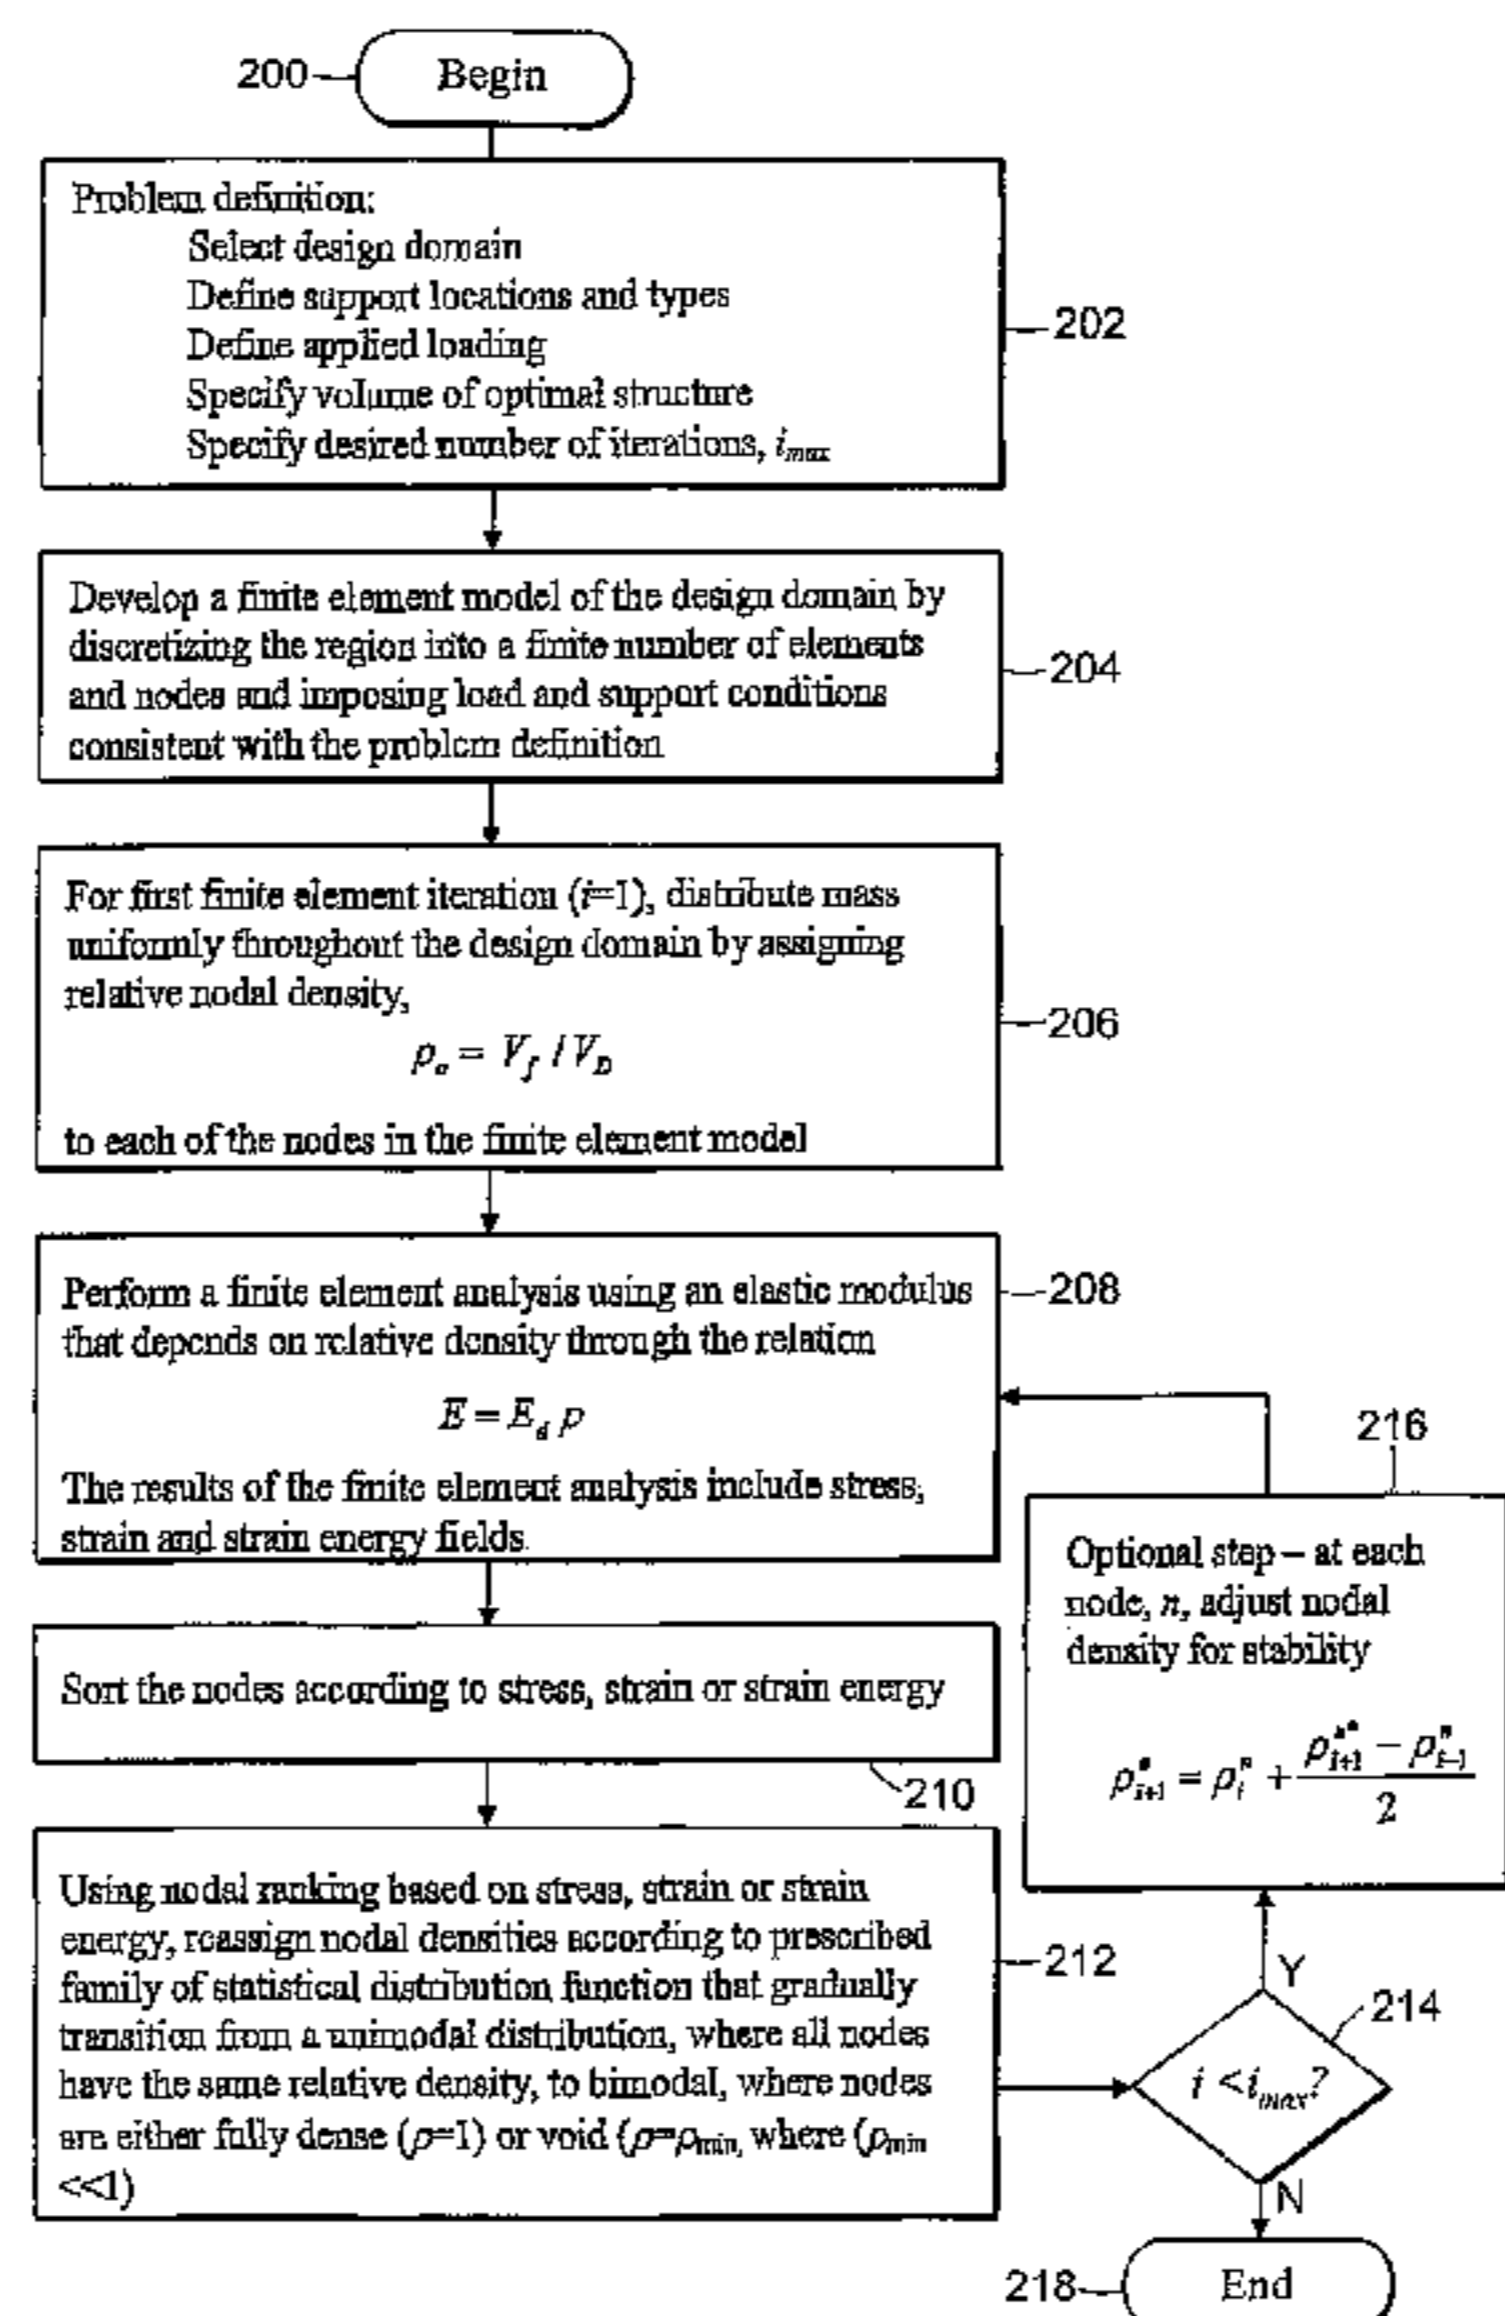 200
Begin
Problem definition:
Select design domain
Define support locations and types
Define applied loading
Specify volume of optimal structure
Specify desired number of iterations, i_max
202
Develop a finite element model of the design domain by
discretizing the region into a finite number of elements
and nodes and imposing load and support conditions
consistent with the problem definition
204
For first finite element iteration (i=1), distribute mass
uniformly throughout the design domain by assigning
relative nodal density,
ρ_o = V_f / V_D
to each of the nodes in the finite element model
206
Perform a finite element analysis using an elastic modulus
that depends on relative density through the relation
E = E_d ρ
The results of the finite element analysis include stress,
strain and strain energy fields
208
Sort the nodes according to stress, strain or strain energy
210
Using nodal ranking based on stress, strain or strain
energy, reassign nodal densities according to prescribed
family of statistical distribution function that gradually
transition from a unimodal distribution, where all nodes
have the same relative density, to bimodal, where nodes
are either fully dense (ρ=1) or void (ρ=ρ_min, where (ρ_min
<<1)
212
i < i_max?
214
Y
N
216
Optional step – at each
node, n, adjust nodal
density for stability
ρ^n_{i+1} = ρ^n_i + (ρ^{*n}_{i+1} − ρ^n_{i−1}) / 2
218
End